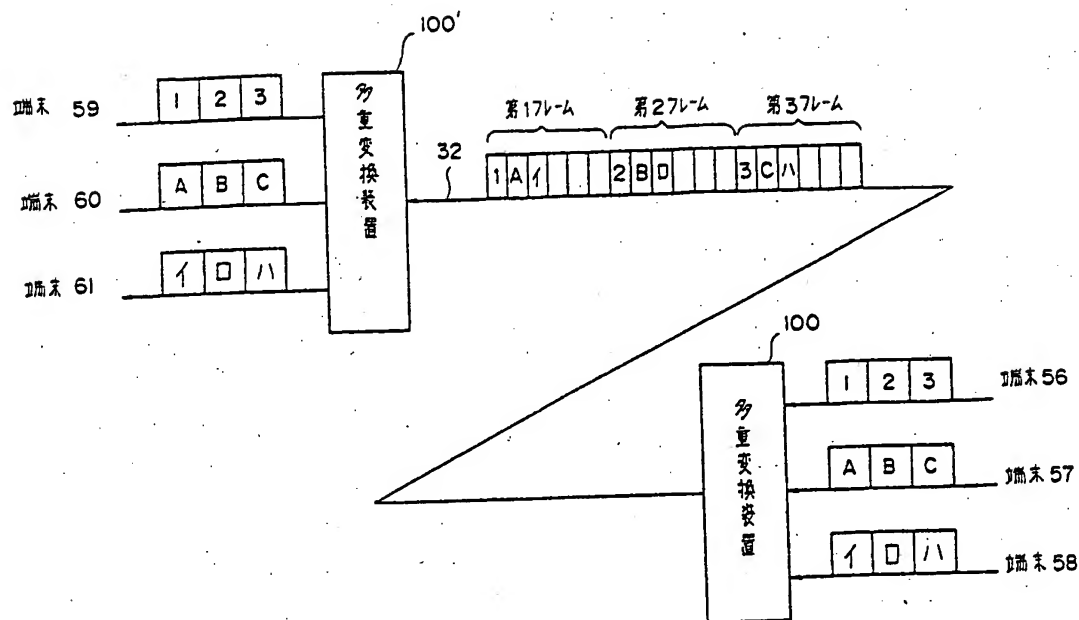 100'
端末 59
1 2 3
端末 60
A B C
端末 61
イ ロ ハ
多重変換装置
32
第1フレーム 第2フレーム 第3フレーム
1 A イ 2 B ロ 3 C ハ
100
多重変換装置
1 2 3
端末 56
A B C
端末 57
イ ロ ハ
端末 58